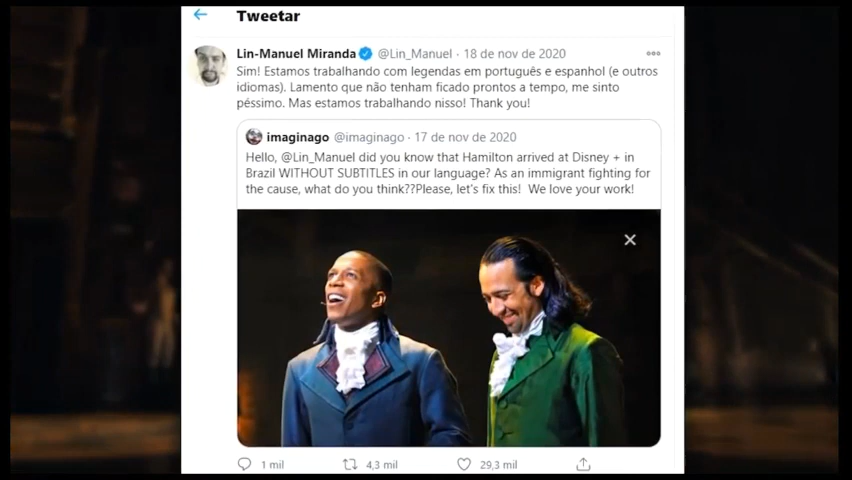 Tweetar
Lin-Manuel Miranda @Lin_Manuel · 18 de nov de 2020
Sim! Estamos trabalhando com legendas em português e espanhol (e outros
idiomas). Lamento que não tenham ficado prontos a tempo, me sinto
péssimo. Mas estamos trabalhando nisso! Thank you!
imaginago @imaginago · 17 de nov de 2020
Hello, @Lin_Manuel did you know that Hamilton arrived at Disney + in
Brazil WITHOUT SUBTITLES in our language? As an immigrant fighting for
the cause, what do you think??Please, let's fix this! We love your work!
1 mil 4,3 mil 29,3 mil